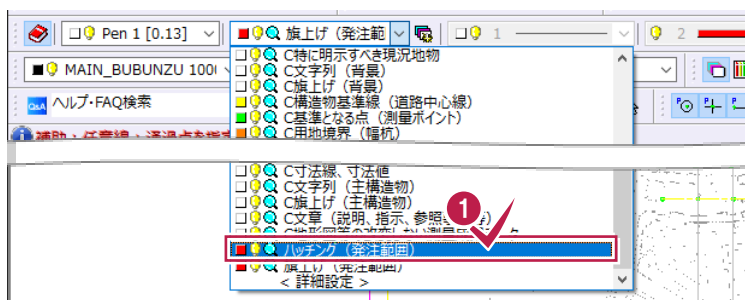 Pen 1 [0.13] 旗上げ（発注範 1 2
C特に明示すべき現況地物
MAIN_BUBUNZU 100
C文字列（背景）
C旗上げ（背景）
ヘルプ・FAQ検索
C構造物基準線（道路中心線）
C基準となる点（測量ポイント）
C用地境界（幅杭）
C寸法線、寸法値
C文字列（主構造物）
C旗上げ（主構造物）
C文章（説明、指示、参照
1
ハッチング（発注範囲）
旗上げ（発注範囲）
< 詳細設定 >